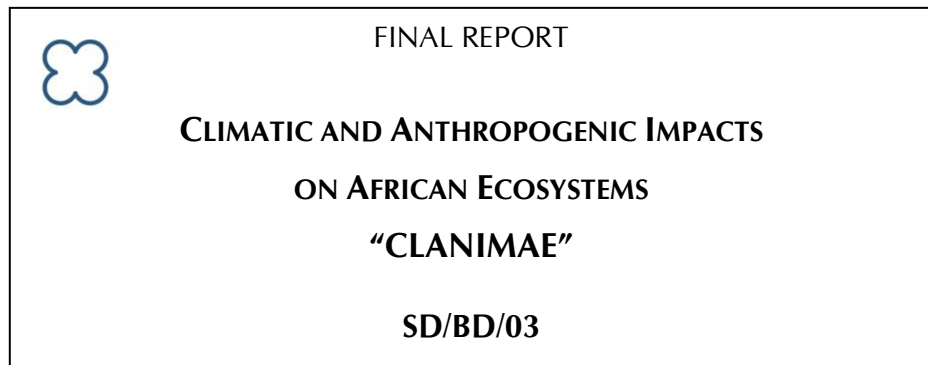 FINAL REPORT
CLIMATIC AND ANTHROPOGENIC IMPACTS
ON AFRICAN ECOSYSTEMS
“CLANIMAE”
SD/BD/03